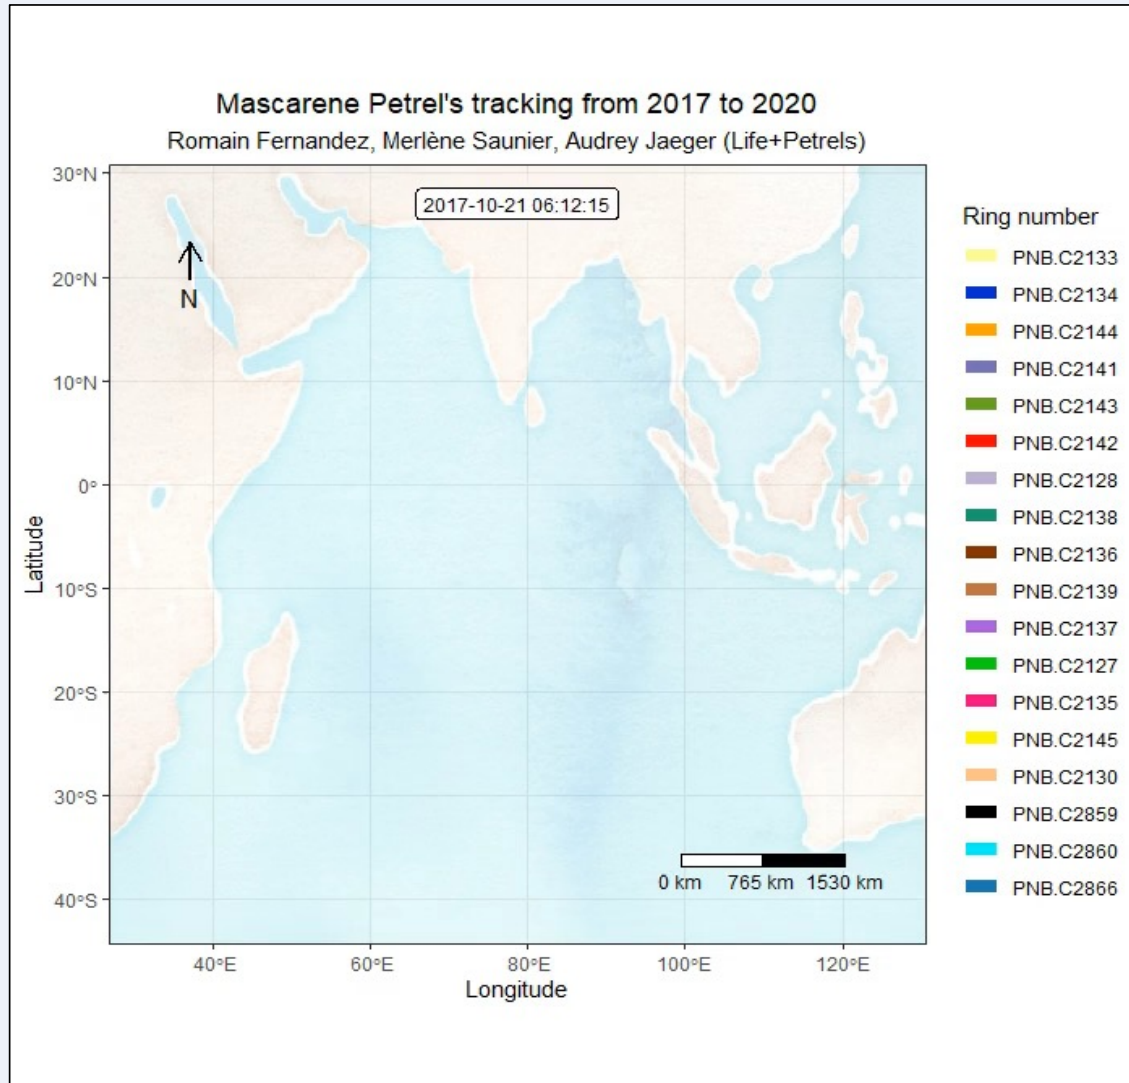 Mascarene Petrel's tracking from 2017 to 2020
Romain Fernandez, Merlène Saunier, Audrey Jaeger (Life+Petrels)
2017-10-21 06:12:15
N
30°N
20°N
10°N
0°
10°S
20°S
30°S
40°S
Latitude
0 km 765 km 1530 km
40°E 60°E 80°E 100°E 120°E
Longitude
Ring number
PNB.C2133
PNB.C2134
PNB.C2144
PNB.C2141
PNB.C2143
PNB.C2142
PNB.C2128
PNB.C2138
PNB.C2136
PNB.C2139
PNB.C2137
PNB.C2127
PNB.C2135
PNB.C2145
PNB.C2130
PNB.C2859
PNB.C2860
PNB.C2866